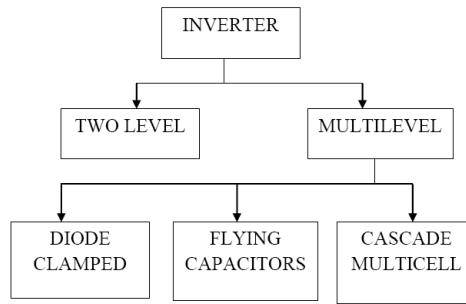 INVERTER
TWO LEVEL
MULTILEVEL
DIODE
CLAMPED
FLYING
CAPACITORS
CASCADE
MULTICELL